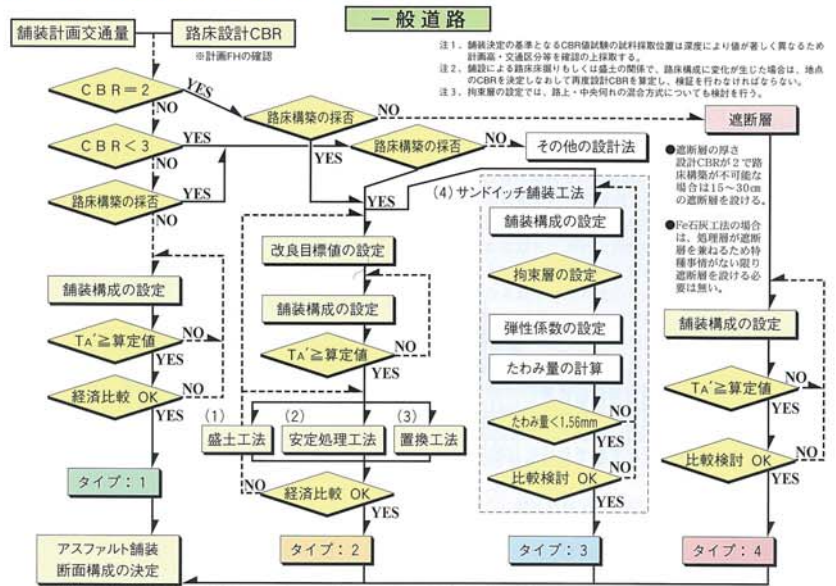 一般道路
舗装計画交通量
路床設計CBR
※計画FHの確認
注1．舗装決定の基準となるCBR値試験の試料採取位置は深度により値が著しく異なるため
計画高・交通区分等を確認の上採取する。
注2．舗設による路床床掘りもしくは盛土の関係で、路床構成に変化が生じた場合は、地点
のCBRを決定しなわして再度設計CBRを算定し、検証を行わなければならない。
注3．拘束層の設定では、路上・中央何れの混合方式についても検討を行う。
CBR＝2
YES
NO
路床構築の採否
NO
YES
CBR＜3
YES
NO
路床構築の採否
NO
YES
その他の設計法
路床構築の採否
YES
NO
遮断層
●遮断層の厚さ
設計CBRが2で路
床構築が不可能な
場合は15～30㎝
の遮断層を設ける。
●Fe石灰工法の場合
は、処理層が遮断
層を兼ねるため特
種事情がない限り
遮断層を設ける必
要は無い。
舗装構成の設定
TA´≧算定値
NO
YES
経済比較 OK
NO
YES
タイプ：1
アスファルト舗装
断面構成の決定
改良目標値の設定
舗装構成の設定
TA´≧算定値
NO
YES
(1)
盛土工法
(2)
安定処理工法
(3)
置換工法
経済比較 OK
NO
YES
タイプ：2
(4) サンドイッチ舗装工法
舗装構成の設定
拘束層の設定
弾性係数の設定
たわみ量の計算
たわみ量＜1.56mm
NO
YES
比較検討 OK
NO
YES
タイプ：3
舗装構成の設定
TA´≧算定値
NO
YES
比較検討 OK
NO
YES
タイプ：4